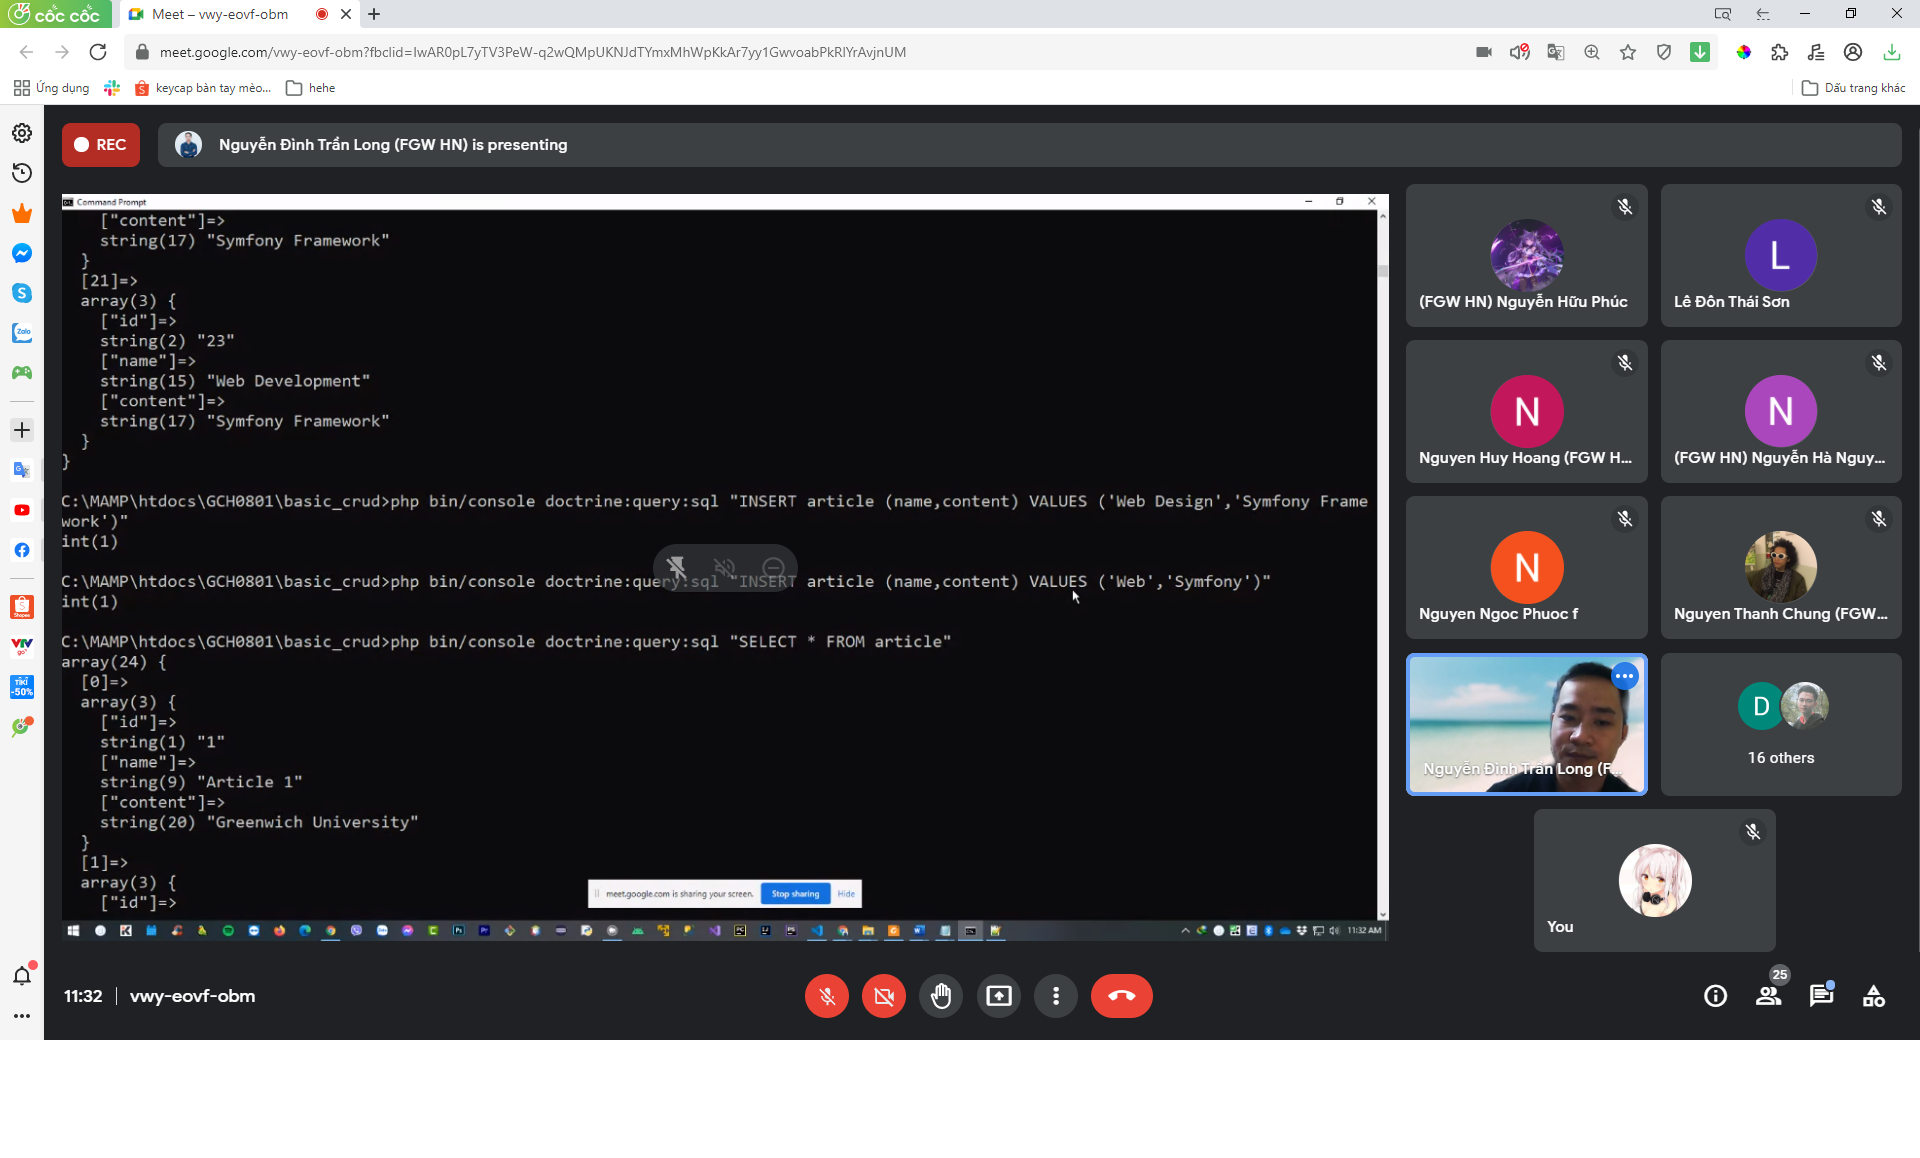 cốc cốc
Meet – vwy-eovf-obm
meet.google.com/vwy-eovf-obm?fbclid=IwAR0pL7yTV3PeW-q2wQMpUKNJdTYmxMhWpKkAr7yy1GwvoabPkRlYrAvjnUM
Ứng dụng
keycap bàn tay mèo...
hehe
Dấu trang khác
REC
Nguyễn Đình Trần Long (FGW HN) is presenting
Command Prompt
["content"]=>
string(17) "Symfony Framework"
}
[21]=>
array(3) {
["id"]=>
string(2) "23"
["name"]=>
string(15) "Web Development"
["content"]=>
string(17) "Symfony Framework"
}
}
C:\MAMP\htdocs\GCH0801\basic_crud>php bin/console doctrine:query:sql "INSERT article (name,content) VALUES ('Web Design','Symfony Frame
work')"
int(1)
C:\MAMP\htdocs\GCH0801\basic_crud>php bin/console doctrine:query:sql "INSERT article (name,content) VALUES ('Web','Symfony')"
int(1)
C:\MAMP\htdocs\GCH0801\basic_crud>php bin/console doctrine:query:sql "SELECT * FROM article"
array(24) {
[0]=>
array(3) {
["id"]=>
string(1) "1"
["name"]=>
string(9) "Article 1"
["content"]=>
string(20) "Greenwich University"
}
[1]=>
array(3) {
["id"]=>
meet.google.com is sharing your screen.
Stop sharing
Hide
11:32 AM
(FGW HN) Nguyễn Hữu Phúc
L
Lê Đôn Thái Sơn
N
Nguyen Huy Hoang (FGW H...
N
(FGW HN) Nguyễn Hà Nguy...
N
Nguyen Ngoc Phuoc f
Nguyen Thanh Chung (FGW...
Nguyễn Đình Trần Long (F...
D
16 others
You
Zalo
Shopee
VTV
go
TIKI
-50%
11:32
vwy-eovf-obm
25